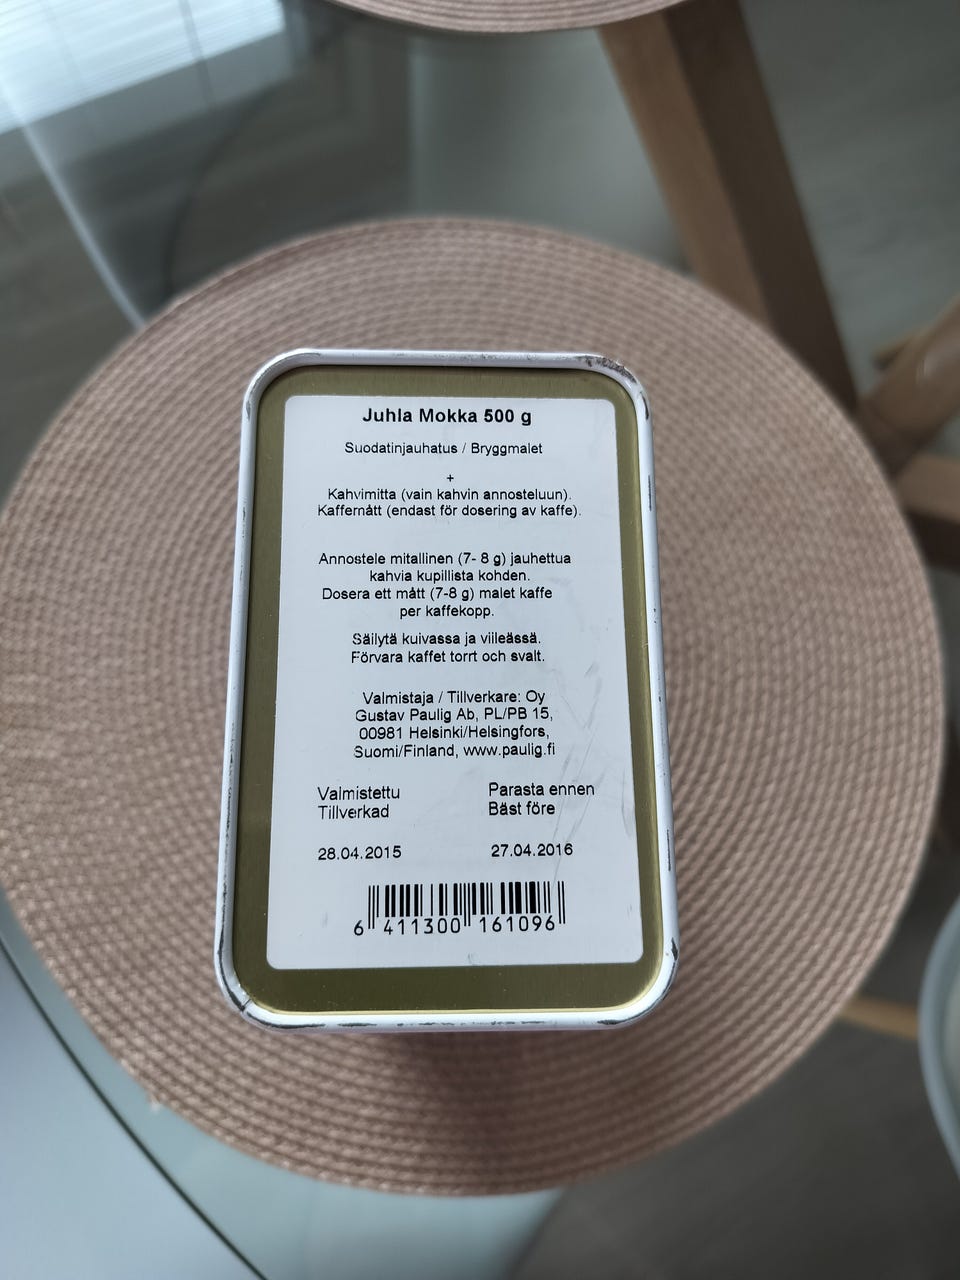 Juhla Mokka 500 g
Suodatinjauhatus / Bryggmalet
+
Kahvimitta (vain kahvin annosteluun).
Kaffemått (endast för dosering av kaffe).
Annostele mitallinen (7- 8 g) jauhettua
kahvia kupillista kohden.
Dosera ett mått (7-8 g) malet kaffe
per kaffekopp.
Säilytä kuivassa ja viileässä.
Förvara kaffet torrt och svalt.
Valmistaja / Tillverkare: Oy
Gustav Paulig Ab, PL/PB 15,
00981 Helsinki/Helsingfors,
Suomi/Finland, www.paulig.fi
Valmistettu Parasta ennen
Tillverkad Bäst före
28.04.2015 27.04.2016
6 411300 161096